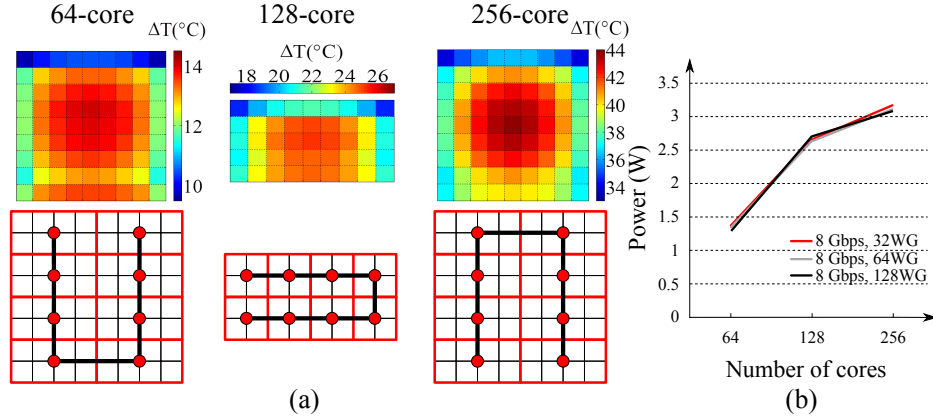 64-core
128-core
256-core
ΔT(°C)
14
12
10
ΔT(°C)
18 20 22 24 26
ΔT(°C)
44
42
40
38
36
34
Power (W)
3.5
3
2.5
2
1.5
1
0.5
0
8 Gbps, 32WG
8 Gbps, 64WG
8 Gbps, 128WG
64 128 256
Number of cores
(a)
(b)